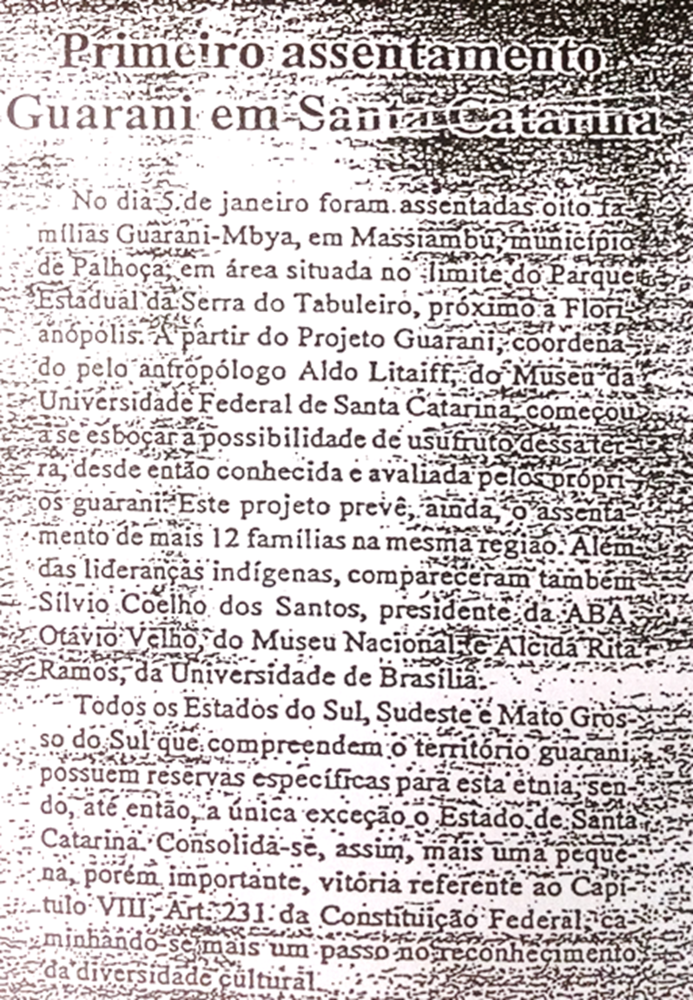 Primeiro assentamento
Guarani em Santa Catarina
No dia 5 de janeiro foram assentadas oito fa-
mílias Guarani-Mbya, em Massiambú, município
de Palhoça, em área situada no limite do Parque
Estadual da Serra do Tabuleiro, próximo a Flori-
anópolis. A partir do Projeto Guarani, coordena-
do pelo antropólogo Aldo Litaiff, do Museu da
Universidade Federal de Santa Catarina, começou
a se esboçar a possibilidade de usufruto dessa ter-
ra, desde então conhecida e avaliada pelos própri-
os guarani. Este projeto prevê, ainda, o assenta-
mento de mais 12 famílias na mesma região. Além
das lideranças indígenas, compareceram também
Sílvio Coelho dos Santos, presidente da ABA,
Otávio Velho, do Museu Nacional, e Alcida Rita
Ramos, da Universidade de Brasília.
Todos os Estados do Sul, Sudeste e Mato Gros-
so do Sul que compreendem o território guarani,
possuem reservas específicas para esta etnia, sen-
do, até então, a única exceção o Estado de Santa
Catarina. Consolida-se, assim, mais uma peque-
na, porém importante, vitória referente ao Capí-
tulo VIII, Art. 231 da Constituição Federal, ca-
minhando-se mais um passo no reconhecimento
da diversidade cultural.